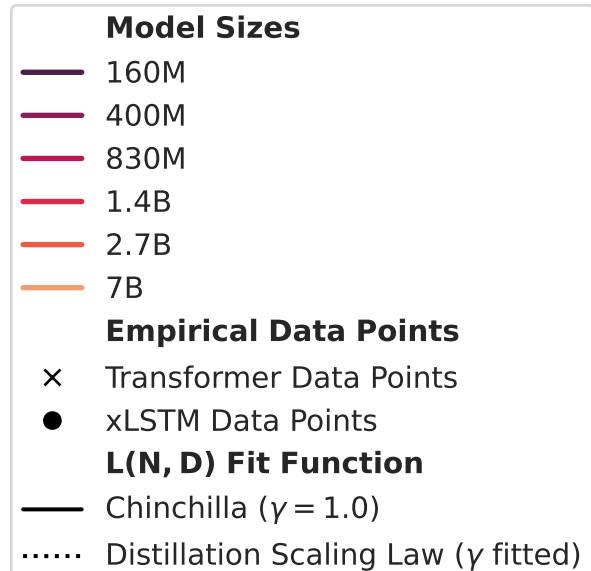 Model Sizes
160M
400M
830M
1.4B
2.7B
7B
Empirical Data Points
Transformer Data Points
xLSTM Data Points
L(N, D) Fit Function
Chinchilla (γ = 1.0)
Distillation Scaling Law (γ fitted)